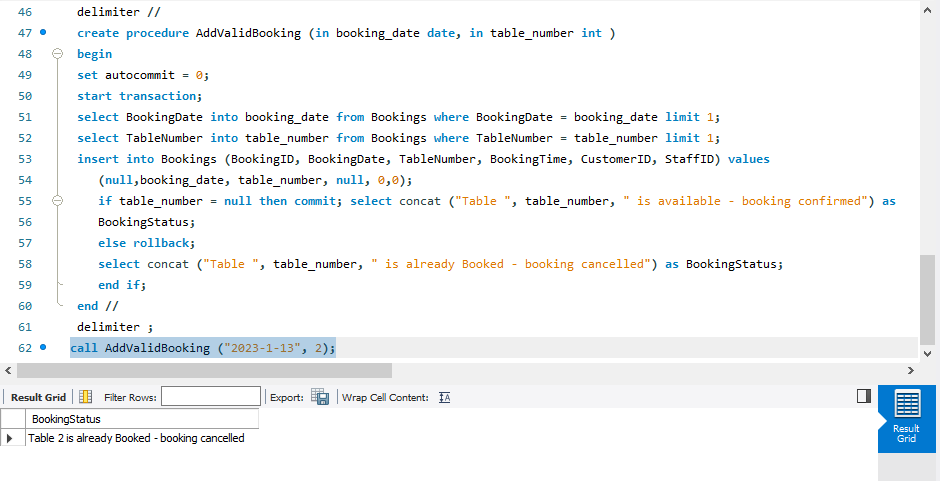 46 delimiter //
47 create procedure AddValidBooking (in booking_date date, in table_number int )
48 begin
49 set autocommit = 0;
50 start transaction;
51 select BookingDate into booking_date from Bookings where BookingDate = booking_date limit 1;
52 select TableNumber into table_number from Bookings where TableNumber = table_number limit 1;
53 insert into Bookings (BookingID, BookingDate, TableNumber, BookingTime, CustomerID, StaffID) values
54 (null,booking_date, table_number, null, 0,0);
55 if table_number = null then commit; select concat ("Table ", table_number, " is available - booking confirmed") as
56 BookingStatus;
57 else rollback;
58 select concat ("Table ", table_number, " is already Booked - booking cancelled") as BookingStatus;
59 end if;
60 end //
61 delimiter ;
62 call AddValidBooking ("2023-1-13", 2);
Result Grid Filter Rows: Export: Wrap Cell Content: IA
BookingStatus
Table 2 is already Booked - booking cancelled
Result
Grid